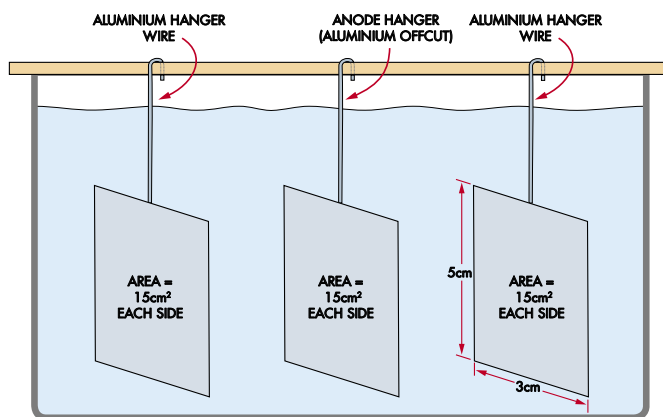 ALUMINIUM HANGER
WIRE
ANODE HANGER
(ALUMINIUM OFFCUT)
ALUMINIUM HANGER
WIRE
AREA =
15cm²
EACH SIDE
AREA =
15cm²
EACH SIDE
5cm
AREA =
15cm²
EACH SIDE
3cm